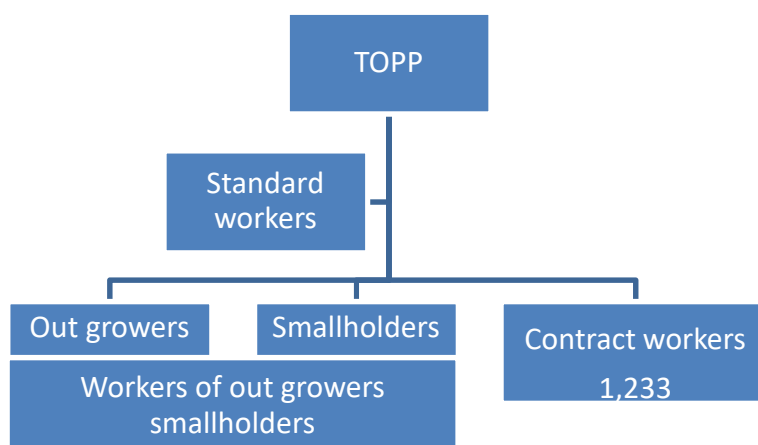 TOPP
Standard
workers
Out growers
Smallholders
Contract workers
1,233
Workers of out growers
smallholders